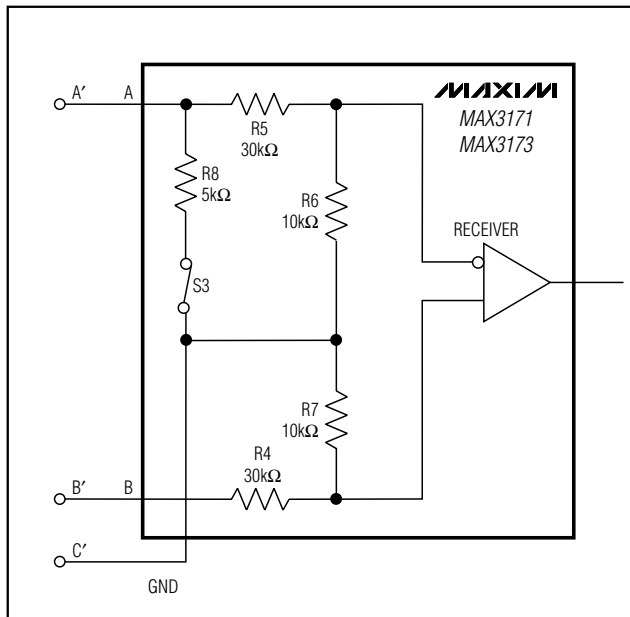 A′ A
MAXIM
MAX3171
MAX3173
R5
30kΩ
R8
5kΩ
R6
10kΩ
RECEIVER
S3
R7
10kΩ
R4
30kΩ
B′ B
C′
GND